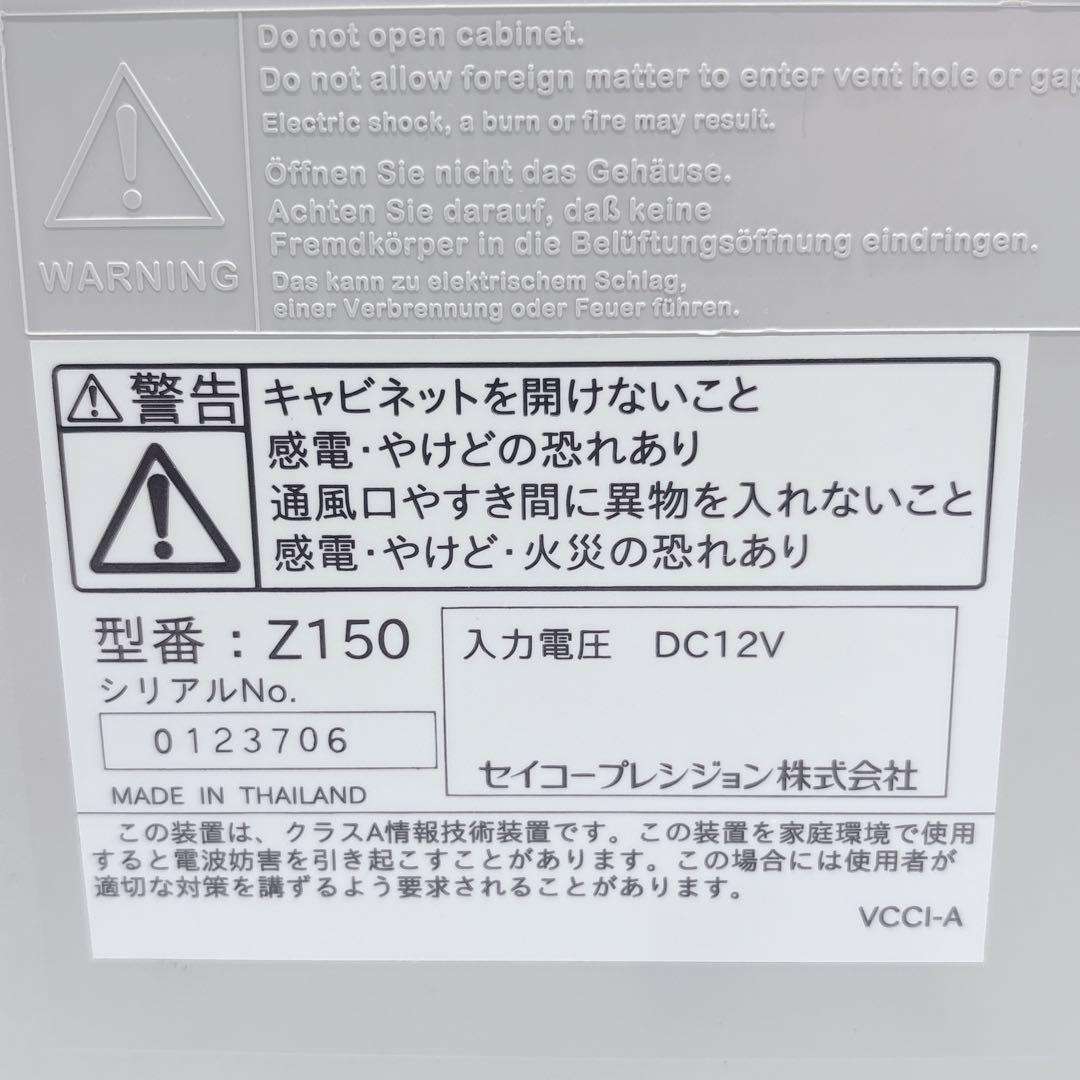 Do not open cabinet.
Do not allow foreign matter to enter vent hole or gap
Electric shock, a burn or fire may result.
Öffnen Sie nicht das Gehäuse.
Achten Sie darauf, daß keine
Fremdkörper in die Belüftungsöffnung eindringen.
Das kann zu elektrischem Schlag,
einer Verbrennung oder Feuer führen.
WARNING
警告
キャビネットを開けないこと
感電・やけどの恐れあり
通風口やすき間に異物を入れないこと
感電・やけど・火災の恐れあり
型番：Z150
シリアルNo.
0123706
MADE IN THAILAND
入力電圧 DC12V
セイコープレシジョン株式会社
この装置は、クラスA情報技術装置です。この装置を家庭環境で使用
すると電波妨害を引き起こすことがあります。この場合には使用者が
適切な対策を講ずるよう要求されることがあります。
VCCI-A